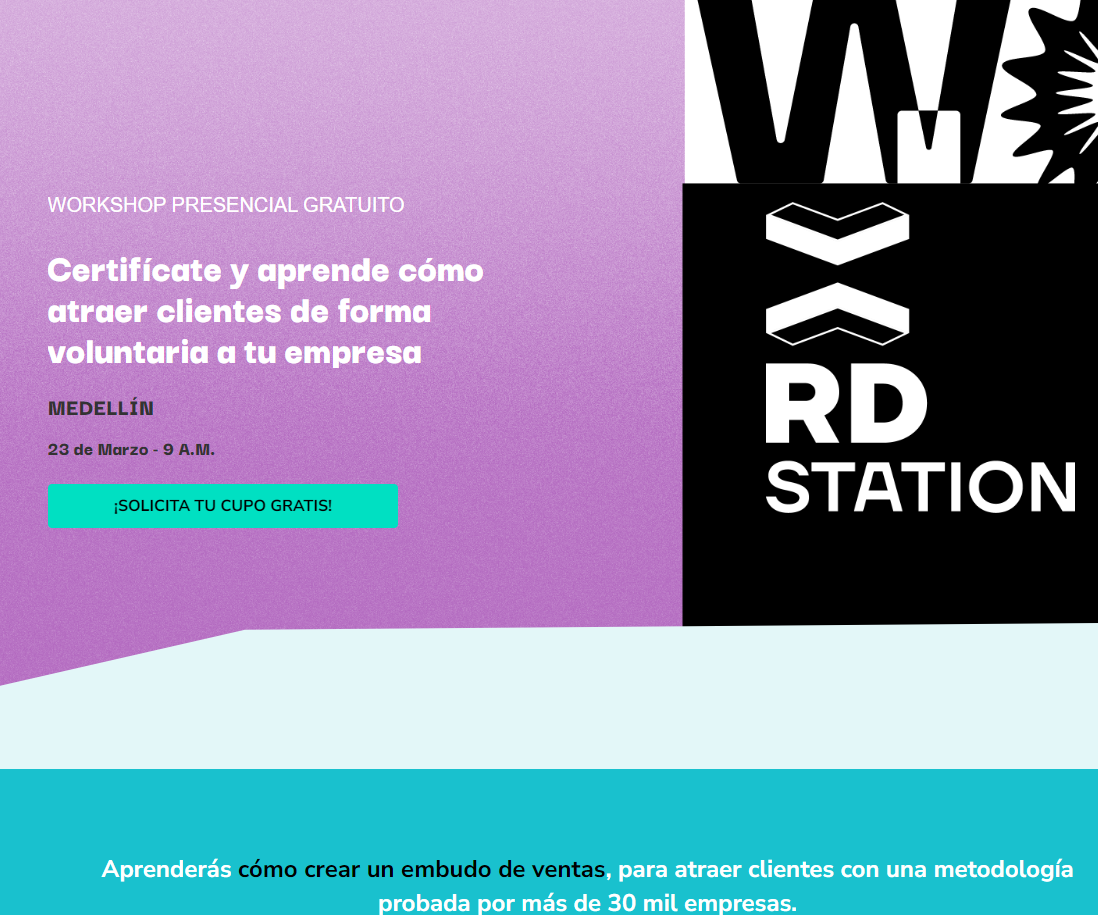 WORKSHOP PRESENCIAL GRATUITO
Certifícate y aprende cómo
atraer clientes de forma
voluntaria a tu empresa
MEDELLÍN
23 de Marzo - 9 A.M.
¡SOLICITA TU CUPO GRATIS!
W
RD
STATION
Aprenderás cómo crear un embudo de ventas, para atraer clientes con una metodología
probada por más de 30 mil empresas.